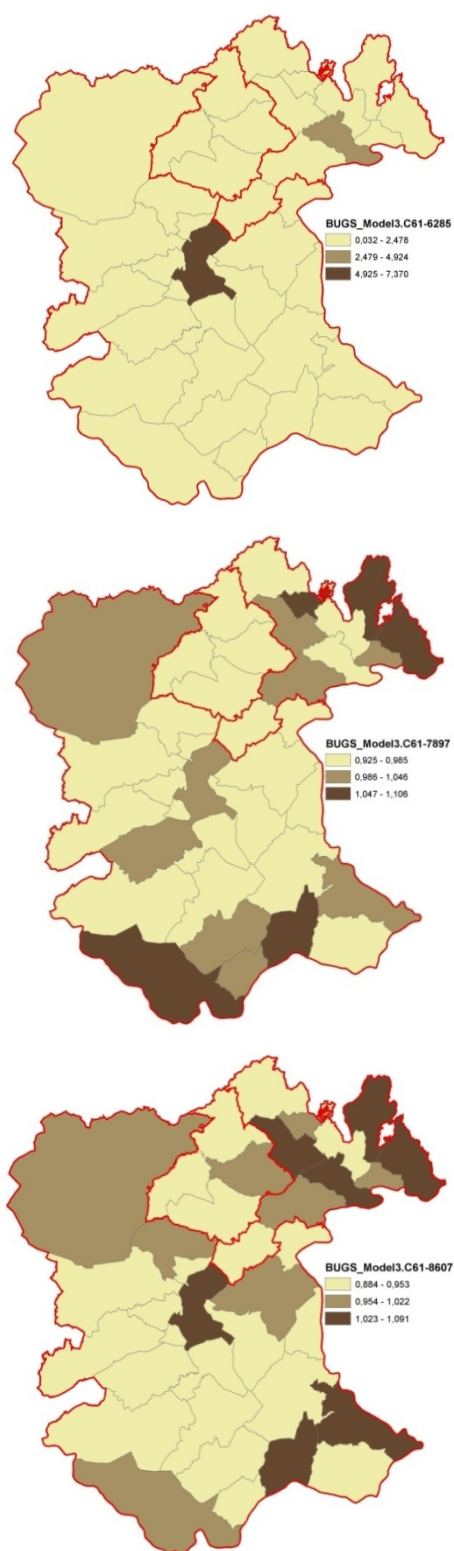 BUGS_Model3.C61-6285
0,032 - 2,478
2,479 - 4,924
4,925 - 7,370
BUGS_Model3.C61-7897
0,925 - 0,985
0,986 - 1,046
1,047 - 1,106
BUGS_Model3.C61-8607
0,884 - 0,953
0,954 - 1,022
1,023 - 1,091